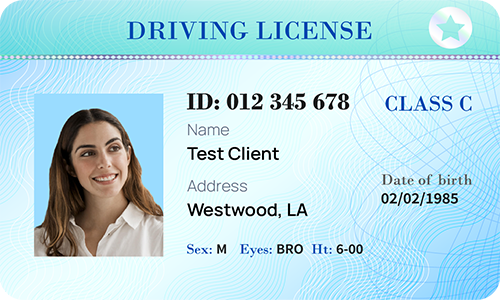 DRIVING LICENSE
ID: 012 345 678
CLASS C
Name
Test Client
Address
Westwood, LA
Date of birth
02/02/1985
Sex: M Eyes: BRO Ht: 6-00